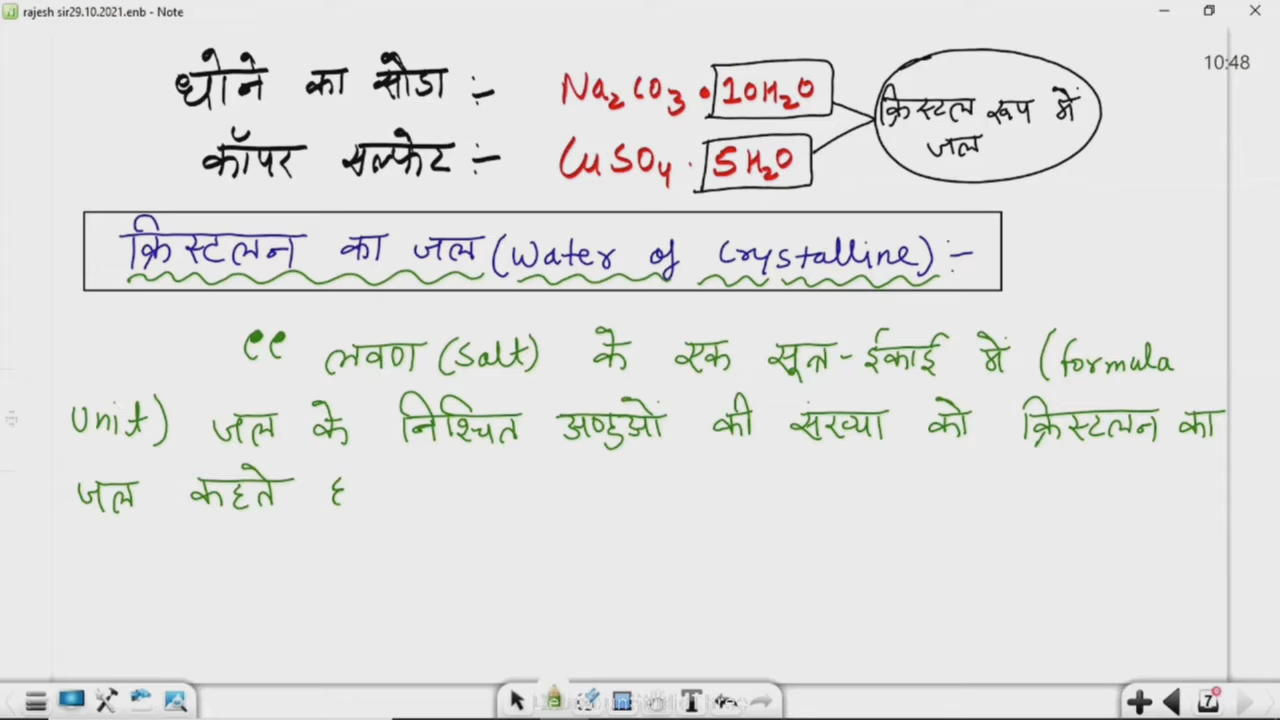 rajesh sir29.10.2021.enb - Note
10:48
धोने का सोडा :- Na₂CO₃ • 10H₂O
क्रिस्टल रूप में
जल
कॉपर सल्फेट :- CuSO₄ . 5H₂O
क्रिस्टलन का जल (Water of Crystalline) :-
“ लवण (Salt) के एक सूत्र-ईकाई में (formula
Unit) जल के निश्चित अणुओं की संख्या को क्रिस्टलन का
जल कहते ह
7